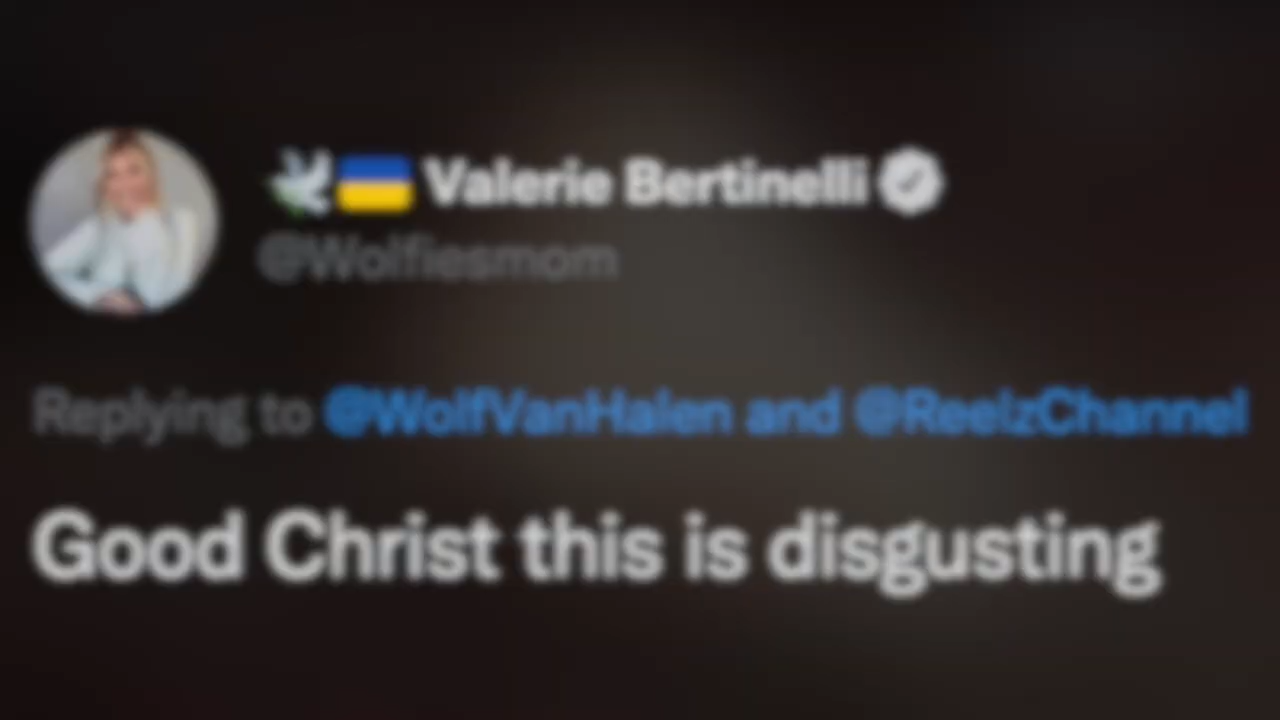 🕊️🇺🇦 Valerie Bertinelli
@Wolfiesmom
Replying to @WolfVanHalen and @ReelzChannel
Good Christ this is disgusting